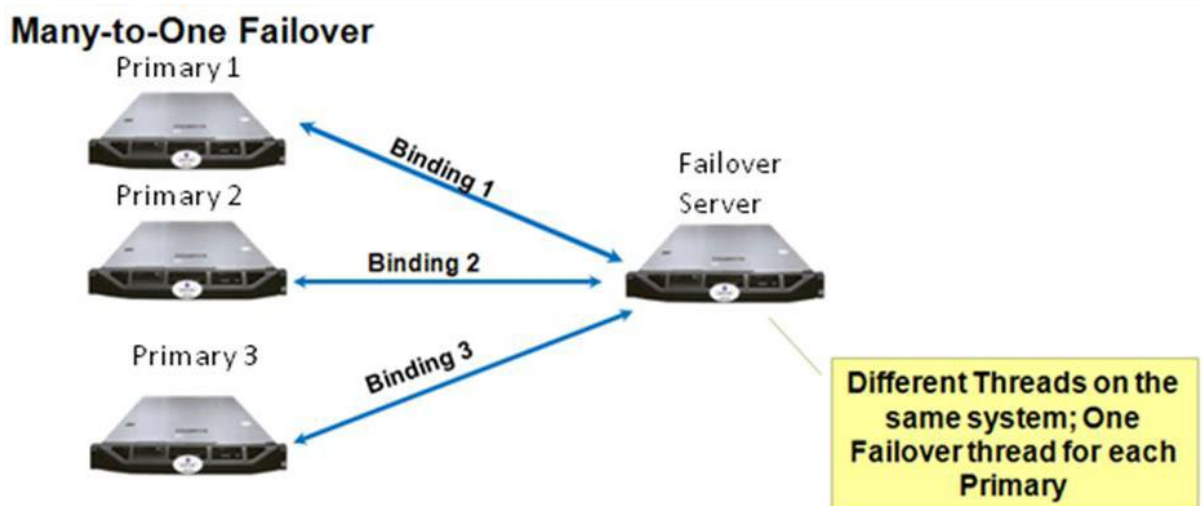 Many-to-One Failover
Primary 1
Binding 1
Primary 2
Binding 2
Failover
Server
Primary 3
Binding 3
Different Threads on the
same system; One
Failover thread for each
Primary